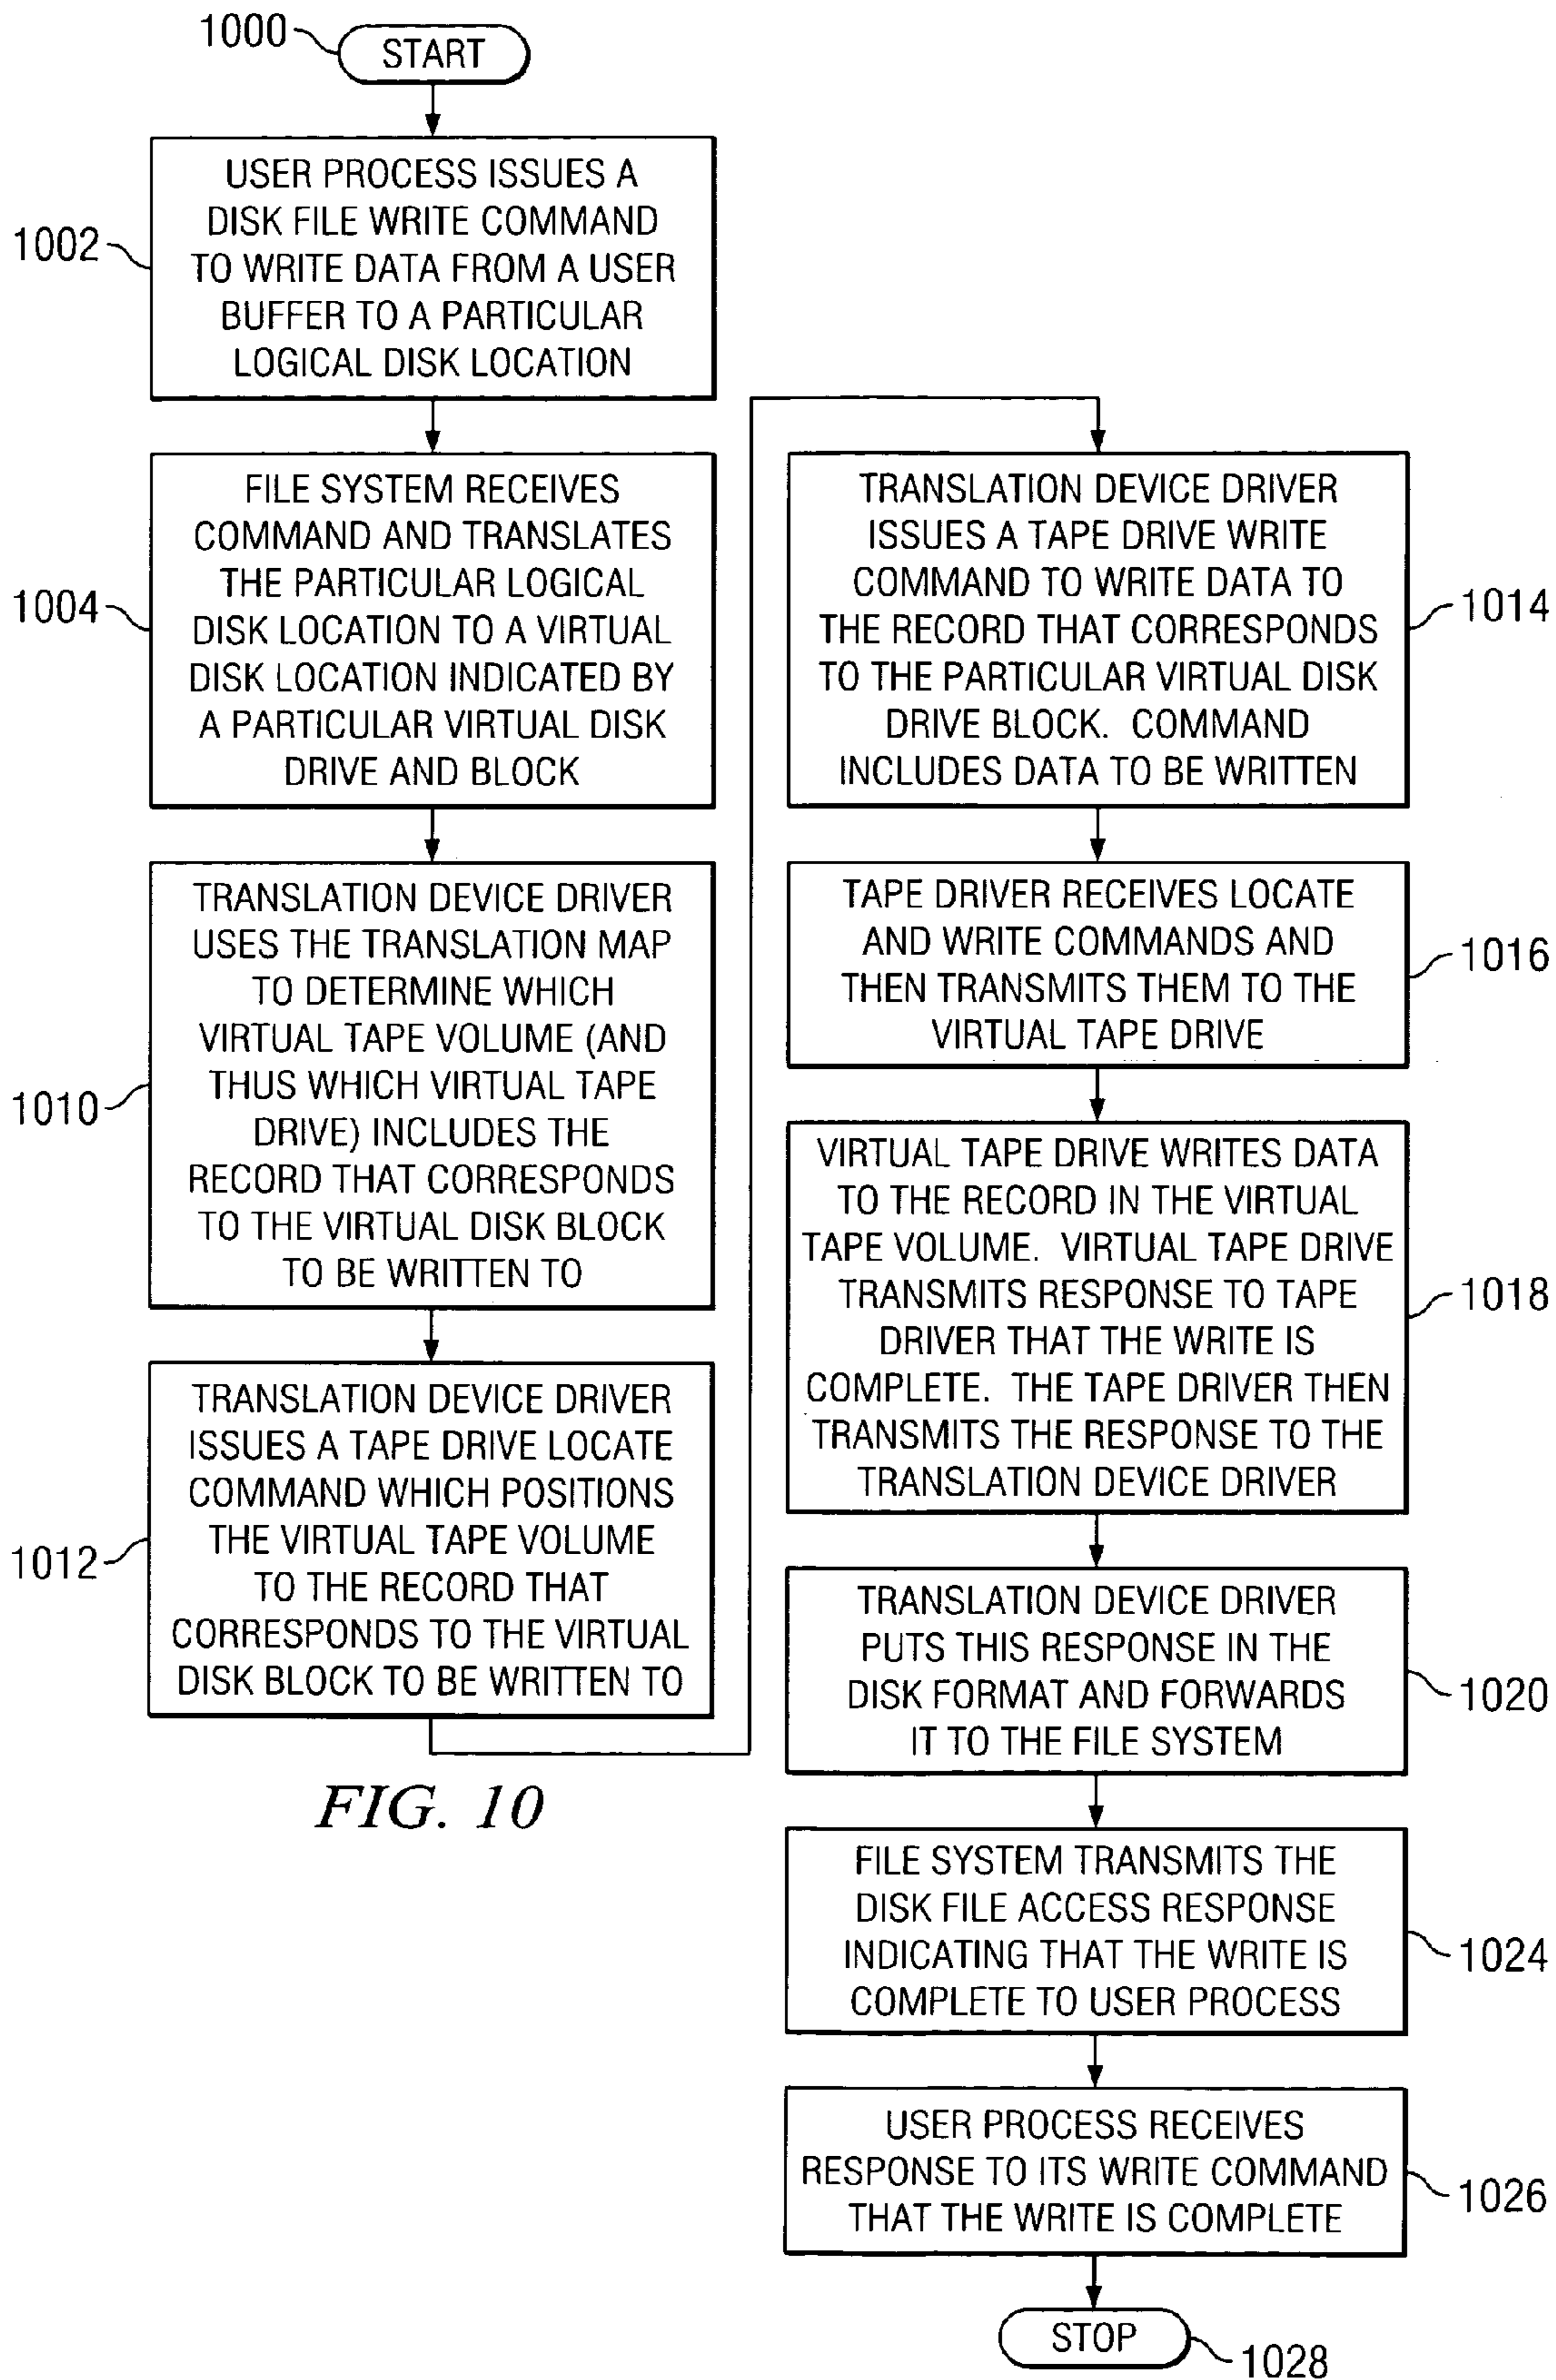 1000
START
1002
USER PROCESS ISSUES A
DISK FILE WRITE COMMAND
TO WRITE DATA FROM A USER
BUFFER TO A PARTICULAR
LOGICAL DISK LOCATION
1004
FILE SYSTEM RECEIVES
COMMAND AND TRANSLATES
THE PARTICULAR LOGICAL
DISK LOCATION TO A VIRTUAL
DISK LOCATION INDICATED BY
A PARTICULAR VIRTUAL DISK
DRIVE AND BLOCK
1010
TRANSLATION DEVICE DRIVER
USES THE TRANSLATION MAP
TO DETERMINE WHICH
VIRTUAL TAPE VOLUME (AND
THUS WHICH VIRTUAL TAPE
DRIVE) INCLUDES THE
RECORD THAT CORRESPONDS
TO THE VIRTUAL DISK BLOCK
TO BE WRITTEN TO
1012
TRANSLATION DEVICE DRIVER
ISSUES A TAPE DRIVE LOCATE
COMMAND WHICH POSITIONS
THE VIRTUAL TAPE VOLUME
TO THE RECORD THAT
CORRESPONDS TO THE VIRTUAL
DISK BLOCK TO BE WRITTEN TO
FIG. 10
TRANSLATION DEVICE DRIVER
ISSUES A TAPE DRIVE WRITE
COMMAND TO WRITE DATA TO
THE RECORD THAT CORRESPONDS
TO THE PARTICULAR VIRTUAL DISK
DRIVE BLOCK. COMMAND
INCLUDES DATA TO BE WRITTEN
1014
TAPE DRIVER RECEIVES LOCATE
AND WRITE COMMANDS AND
THEN TRANSMITS THEM TO THE
VIRTUAL TAPE DRIVE
1016
VIRTUAL TAPE DRIVE WRITES DATA
TO THE RECORD IN THE VIRTUAL
TAPE VOLUME. VIRTUAL TAPE DRIVE
TRANSMITS RESPONSE TO TAPE
DRIVER THAT THE WRITE IS
COMPLETE. THE TAPE DRIVER THEN
TRANSMITS THE RESPONSE TO THE
TRANSLATION DEVICE DRIVER
1018
TRANSLATION DEVICE DRIVER
PUTS THIS RESPONSE IN THE
DISK FORMAT AND FORWARDS
IT TO THE FILE SYSTEM
1020
FILE SYSTEM TRANSMITS THE
DISK FILE ACCESS RESPONSE
INDICATING THAT THE WRITE IS
COMPLETE TO USER PROCESS
1024
USER PROCESS RECEIVES
RESPONSE TO ITS WRITE COMMAND
THAT THE WRITE IS COMPLETE
1026
STOP
1028